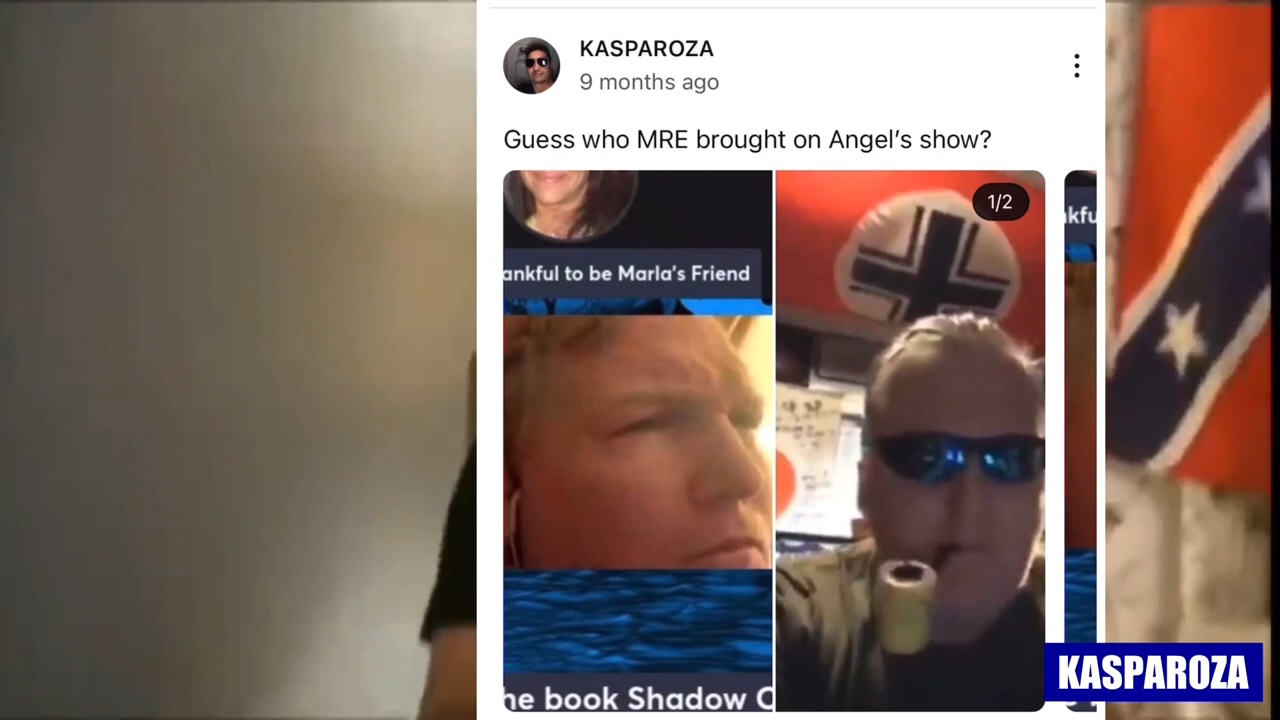 KASPAROZA
9 months ago
Guess who MRE brought on Angel's show?
1/2
ankful to be Marla's Friend
nkfu
he book Shadow C
KASPAROZA